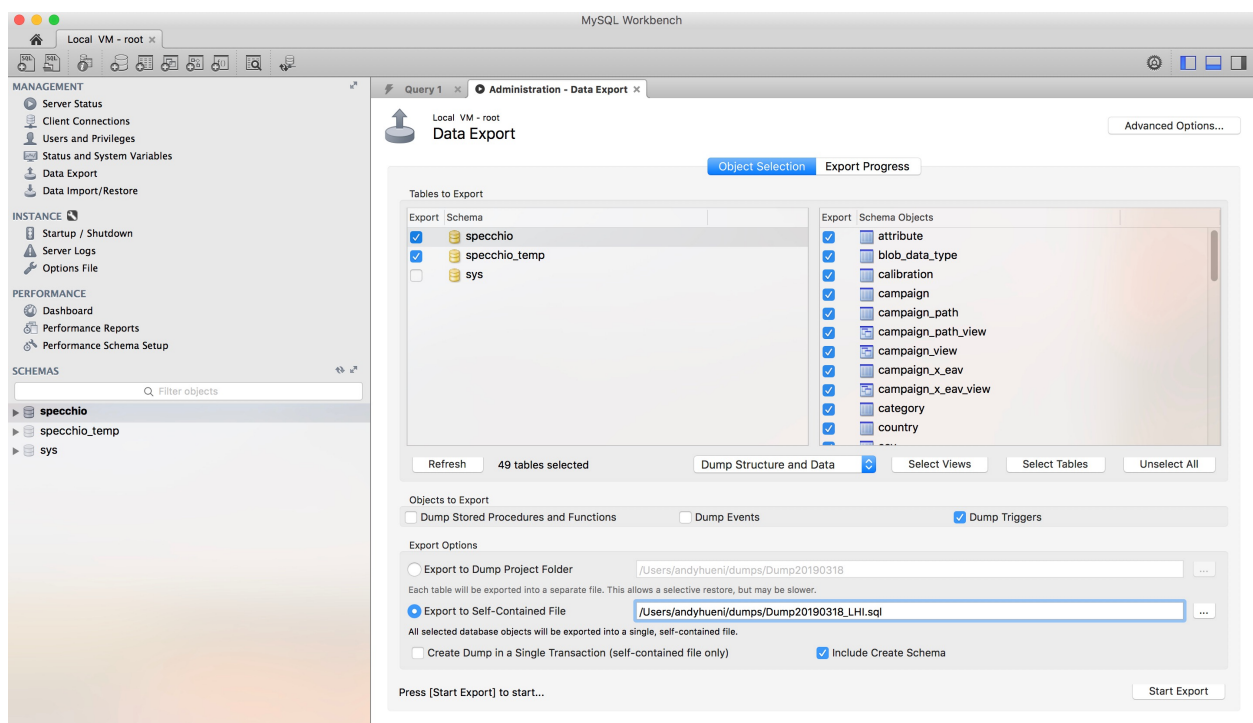 MySQL Workbench
Local VM - root ×
MANAGEMENT
Server Status
Client Connections
Users and Privileges
Status and System Variables
Data Export
Data Import/Restore
INSTANCE
Startup / Shutdown
Server Logs
Options File
PERFORMANCE
Dashboard
Performance Reports
Performance Schema Setup
SCHEMAS
Filter objects
specchio
specchio_temp
sys
Query 1 × Administration - Data Export ×
Local VM - root
Data Export
Advanced Options...
Object Selection Export Progress
Tables to Export
Export Schema
specchio
specchio_temp
sys
Export Schema Objects
attribute
blob_data_type
calibration
campaign
campaign_path
campaign_path_view
campaign_view
campaign_x_eav
campaign_x_eav_view
category
country
Refresh 49 tables selected Dump Structure and Data Select Views Select Tables Unselect All
Objects to Export
Dump Stored Procedures and Functions Dump Events Dump Triggers
Export Options
Export to Dump Project Folder /Users/andyhueni/dumps/Dump20190318 ...
Each table will be exported into a separate file. This allows a selective restore, but may be slower.
Export to Self-Contained File /Users/andyhueni/dumps/Dump20190318_LHI.sql ...
All selected database objects will be exported into a single, self-contained file.
Create Dump in a Single Transaction (self-contained file only) Include Create Schema
Press [Start Export] to start... Start Export